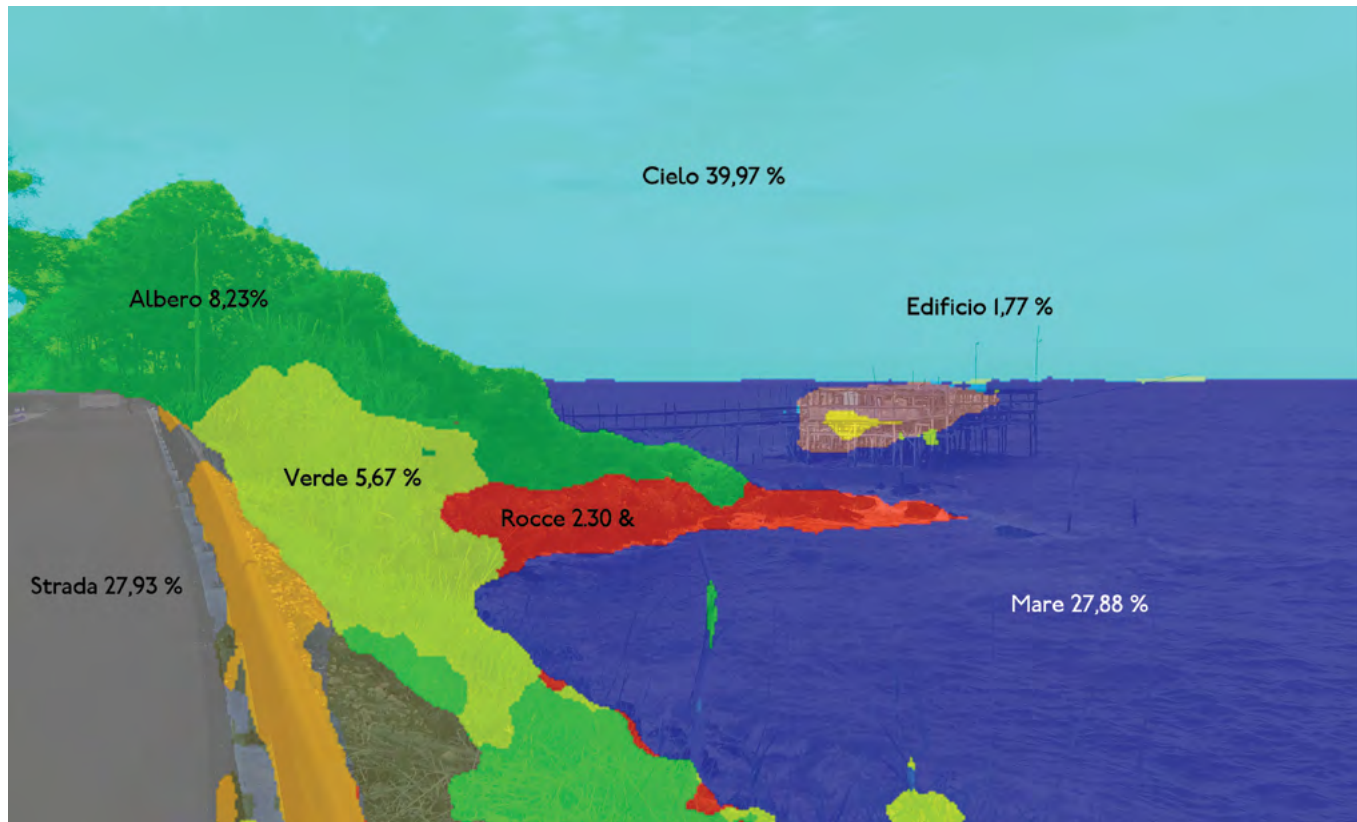 Cielo 39,97 %
Albero 8,23%
Edificio 1,77 %
Verde 5,67 %
Rocce 2.30 &
Strada 27,93 %
Mare 27,88 %